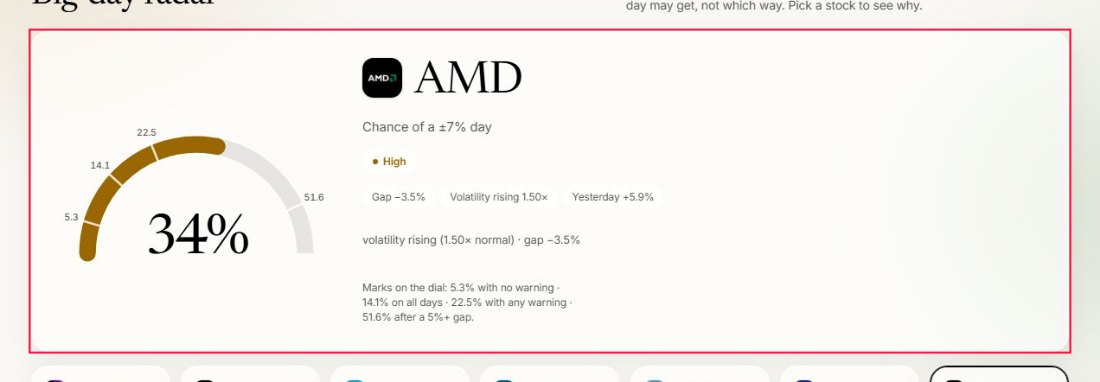 Big-day radar
day may get, not which way. Pick a stock to see why.
AMD
AMD
Chance of a ±7% day
High
Gap −3.5%
Volatility rising 1.50×
Yesterday +5.9%
volatility rising (1.50× normal) · gap −3.5%
Marks on the dial: 5.3% with no warning ·
14.1% on all days · 22.5% with any warning ·
51.6% after a 5%+ gap.
5.3
14.1
22.5
51.6
34%